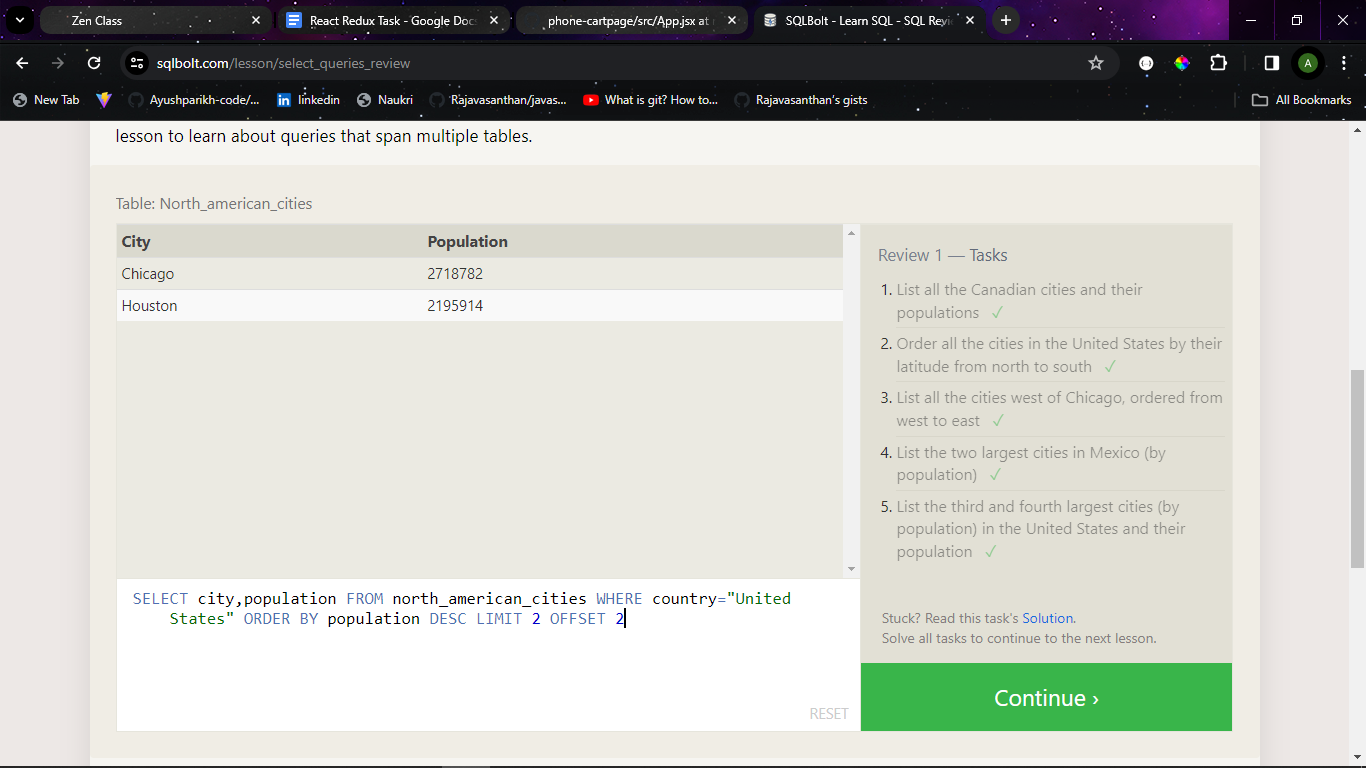 Zen Class
React Redux Task - Google Docs
phone-cartpage/src/App.jsx at
SQLBolt - Learn SQL - SQL Revie
sqlbolt.com/lesson/select_queries_review
A
New Tab
Ayushparikh-code/...
in linkedin
Naukri
Rajavasanthan/javas...
What is git? How to...
Rajavasanthan's gists
All Bookmarks
lesson to learn about queries that span multiple tables.
Table: North_american_cities
City Population
Chicago 2718782
Houston 2195914
SELECT city,population FROM north_american_cities WHERE country="United
States" ORDER BY population DESC LIMIT 2 OFFSET 2
RESET
Review 1 — Tasks
1. List all the Canadian cities and their
populations ✓
2. Order all the cities in the United States by their
latitude from north to south ✓
3. List all the cities west of Chicago, ordered from
west to east ✓
4. List the two largest cities in Mexico (by
population) ✓
5. List the third and fourth largest cities (by
population) in the United States and their
population ✓
Stuck? Read this task's Solution.
Solve all tasks to continue to the next lesson.
Continue ›